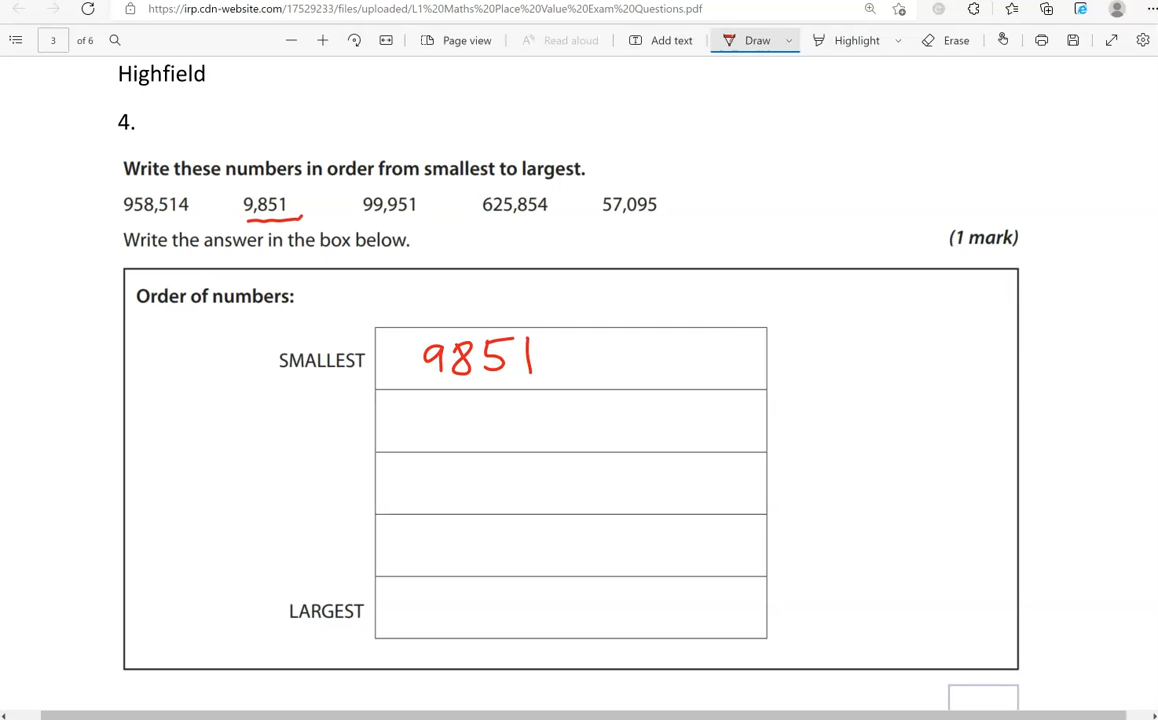 https://irp.cdn-website.com/17529233/files/uploaded/L1%20Maths%20Place%20Value%20Exam%20Questions.pdf
3 of 6 Page view Read aloud Add text Draw Highlight Erase
Highfield
4.
Write these numbers in order from smallest to largest.
958,514 9,851 99,951 625,854 57,095
Write the answer in the box below. (1 mark)
Order of numbers:
SMALLEST 9851
LARGEST